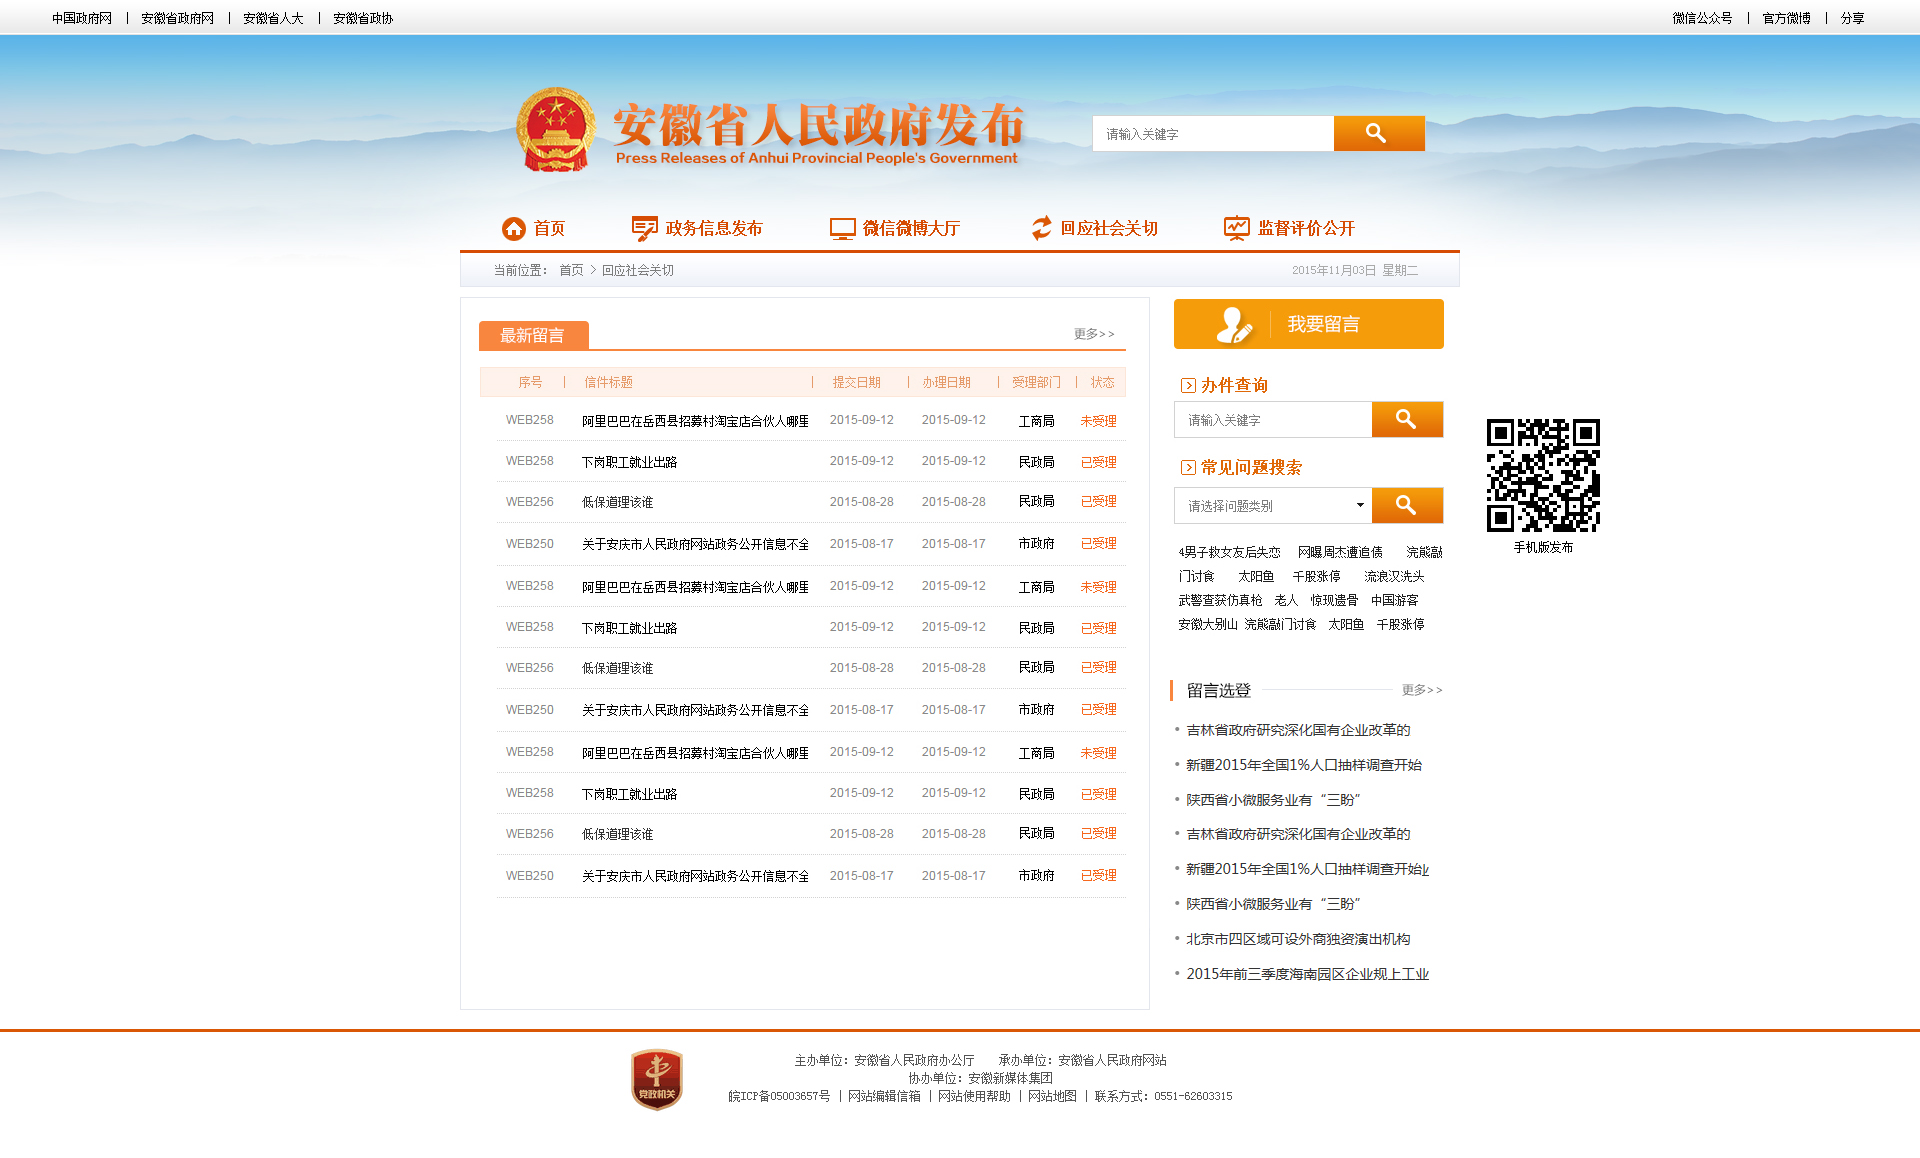 中国政府网 | 安徽省政府网 | 安徽省人大 | 安徽省政协
微信公众号 | 官方微博 | 分享
安徽省人民政府发布
Press Releases of Anhui Provincial People's Government
请输入关键字
首页 政务信息发布 微信微博大厅 回应社会关切 监督评价公开
当前位置： 首页 > 回应社会关切
2015年11月03日 星期二
最新留言 更多>>
序号 | 信件标题 | 提交日期 | 办理日期 | 受理部门 | 状态
WEB258 阿里巴巴在岳西县招募村淘宝店合伙人哪里 2015-09-12 2015-09-12 工商局 未受理
WEB258 下岗职工就业出路 2015-09-12 2015-09-12 民政局 已受理
WEB256 低保道理该谁 2015-08-28 2015-08-28 民政局 已受理
WEB250 关于安庆市人民政府网站政务公开信息不全 2015-08-17 2015-08-17 市政府 已受理
WEB258 阿里巴巴在岳西县招募村淘宝店合伙人哪里 2015-09-12 2015-09-12 工商局 未受理
WEB258 下岗职工就业出路 2015-09-12 2015-09-12 民政局 已受理
WEB256 低保道理该谁 2015-08-28 2015-08-28 民政局 已受理
WEB250 关于安庆市人民政府网站政务公开信息不全 2015-08-17 2015-08-17 市政府 已受理
WEB258 阿里巴巴在岳西县招募村淘宝店合伙人哪里 2015-09-12 2015-09-12 工商局 未受理
WEB258 下岗职工就业出路 2015-09-12 2015-09-12 民政局 已受理
WEB256 低保道理该谁 2015-08-28 2015-08-28 民政局 已受理
WEB250 关于安庆市人民政府网站政务公开信息不全 2015-08-17 2015-08-17 市政府 已受理
我要留言
办件查询
请输入关键字
常见问题搜索
请选择问题类别
4男子救女友后失恋 网曝周杰遭追债 浣熊敲
门讨食 太阳鱼 千股涨停 流浪汉洗头
武警查获仿真枪 老人 惊现遗骨 中国游客
安徽大别山 浣熊敲门讨食 太阳鱼 千股涨停
留言选登 更多>>
• 吉林省政府研究深化国有企业改革的
• 新疆2015年全国1%人口抽样调查开始
• 陕西省小微服务业有“三盼”
• 吉林省政府研究深化国有企业改革的
• 新疆2015年全国1%人口抽样调查开始
• 陕西省小微服务业有“三盼”
• 北京市四区域可设外商独资演出机构
• 2015年前三季度海南园区企业规上工业
手机版发布
党政机关
主办单位：安徽省人民政府办公厅 承办单位：安徽省人民政府网站
协办单位：安徽新媒体集团
皖ICP备05003657号 | 网站编辑信箱 | 网站使用帮助 | 网站地图 | 联系方式：0551-62603315